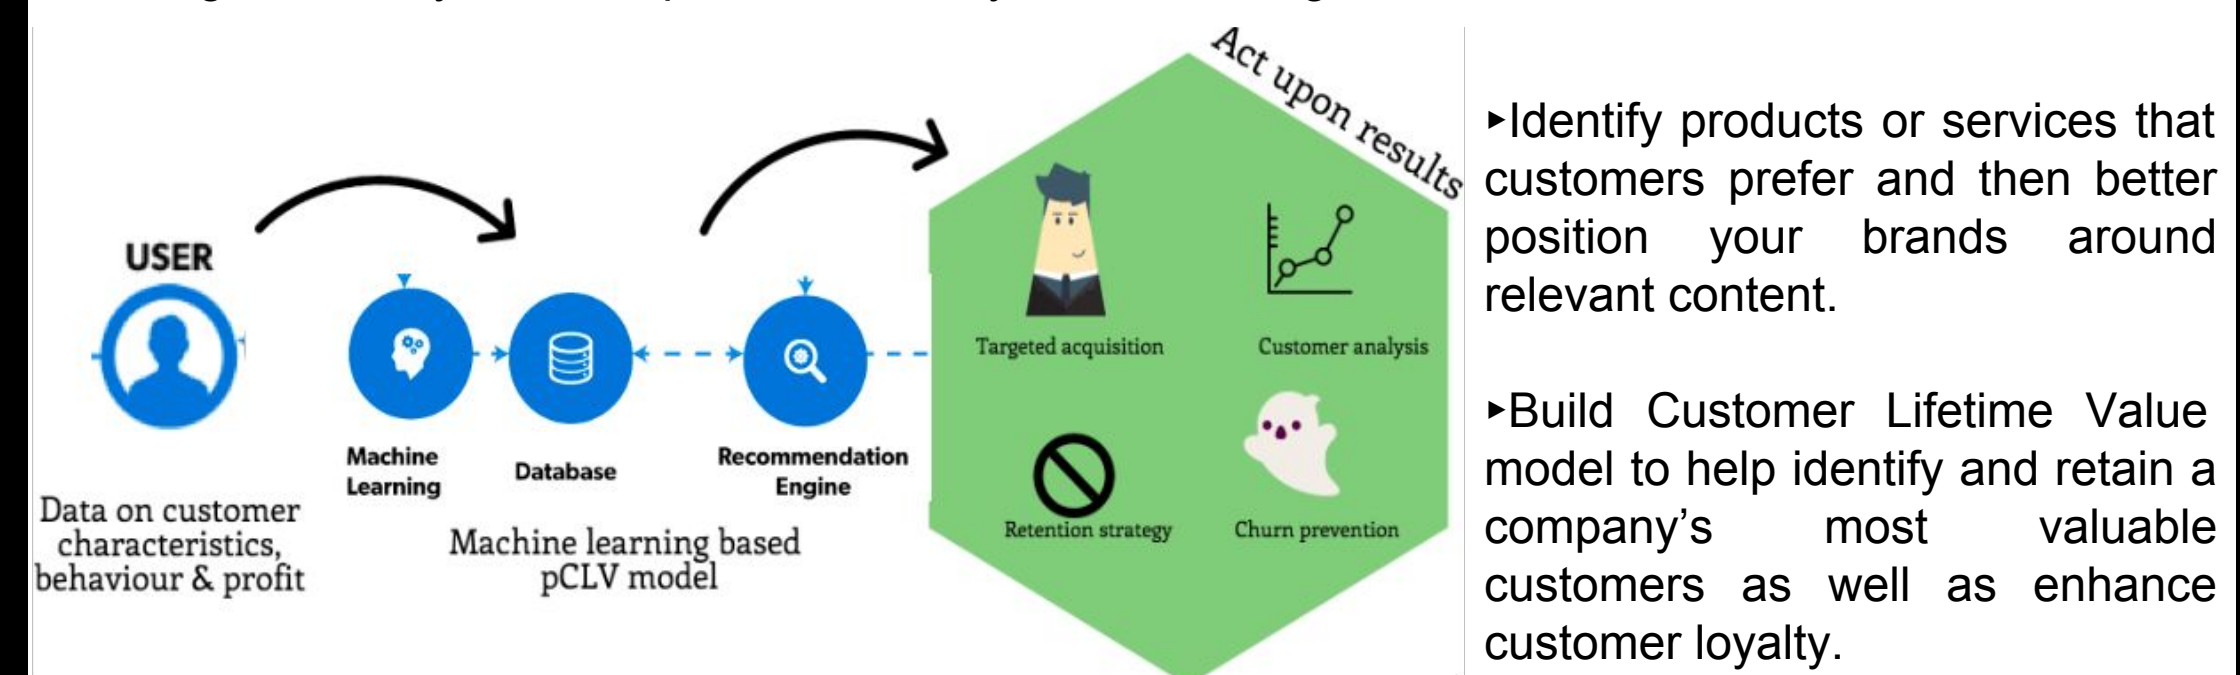 Act upon results
USER
Targeted acquisition
Customer analysis
Machine
Learning
Database
Recommendation
Engine
Data on customer
characteristics,
behaviour & profit
Machine learning based
pCLV model
Retention strategy
Churn prevention
▸Identify products or services that
customers prefer and then better
position your brands around
relevant content.
▸Build Customer Lifetime Value
model to help identify and retain a
company’s most valuable
customers as well as enhance
customer loyalty.